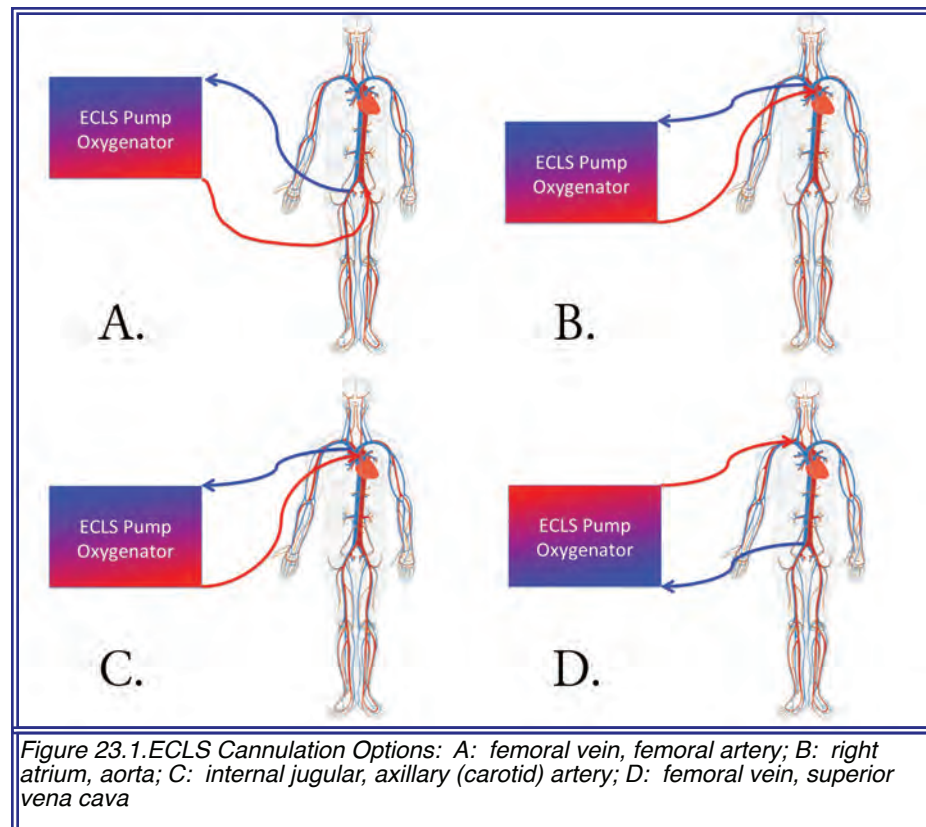 ECLS Pump
Oxygenator
A.
ECLS Pump
Oxygenator
B.
ECLS Pump
Oxygenator
C.
ECLS Pump
Oxygenator
D.
Figure 23.1.ECLS Cannulation Options: A: femoral vein, femoral artery; B: right
atrium, aorta; C: internal jugular, axillary (carotid) artery; D: femoral vein, superior
vena cava